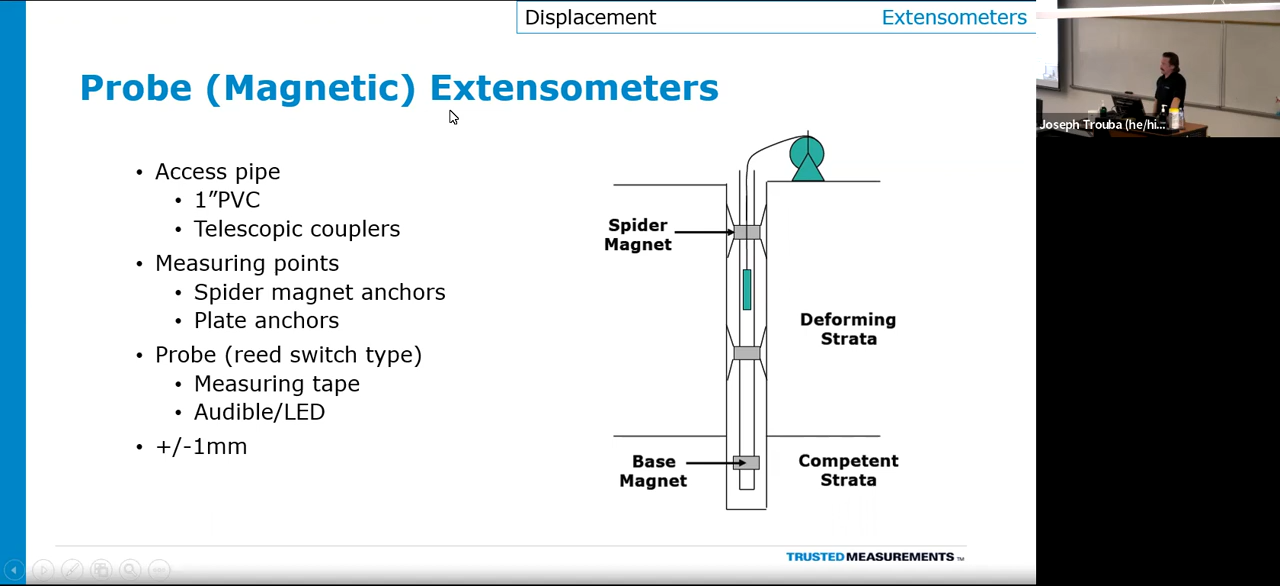 Displacement
Extensometers
Probe (Magnetic) Extensometers
• Access pipe
• 1”PVC
• Telescopic couplers
• Measuring points
• Spider magnet anchors
• Plate anchors
• Probe (reed switch type)
• Measuring tape
• Audible/LED
• +/-1mm
Spider
Magnet
Deforming
Strata
Base
Magnet
Competent
Strata
TRUSTED MEASUREMENTS™
Joseph Trouba (he/hi...